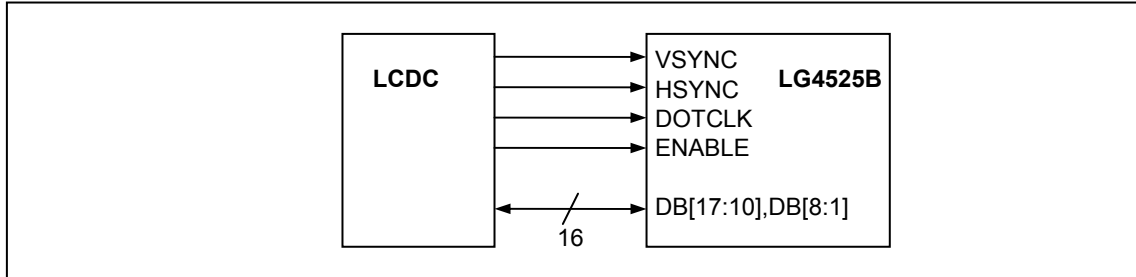 LCDC
LG4525B
VSYNC
HSYNC
DOTCLK
ENABLE
DB[17:10],DB[8:1]
16